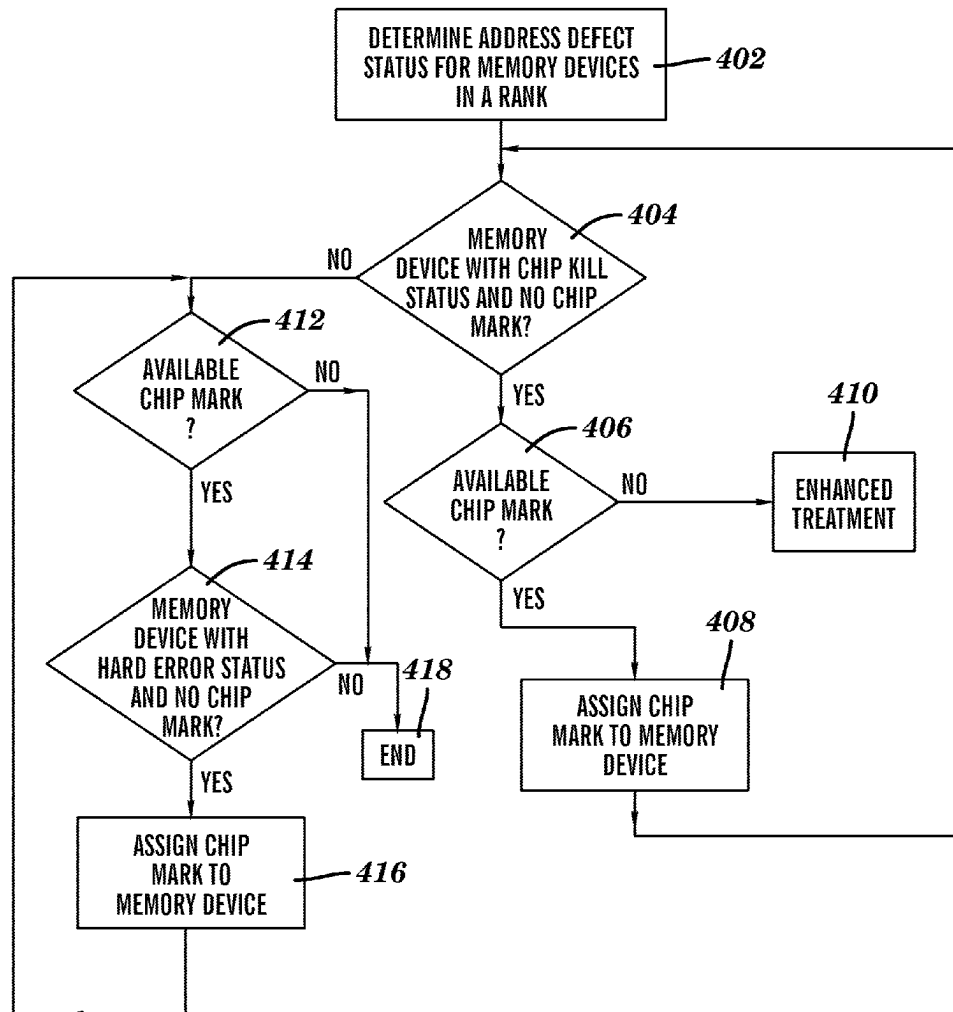 DETERMINE ADDRESS DEFECT
STATUS FOR MEMORY DEVICES
IN A RANK
402
404
MEMORY
DEVICE WITH CHIP KILL
STATUS AND NO CHIP
MARK?
NO
YES
412
AVAILABLE
CHIP MARK
?
NO
YES
406
AVAILABLE
CHIP MARK
?
NO
YES
410
ENHANCED
TREATMENT
414
MEMORY
DEVICE WITH
HARD ERROR STATUS
AND NO CHIP
MARK?
NO
YES
418
END
408
ASSIGN CHIP
MARK TO MEMORY
DEVICE
ASSIGN CHIP
MARK TO
MEMORY DEVICE
416